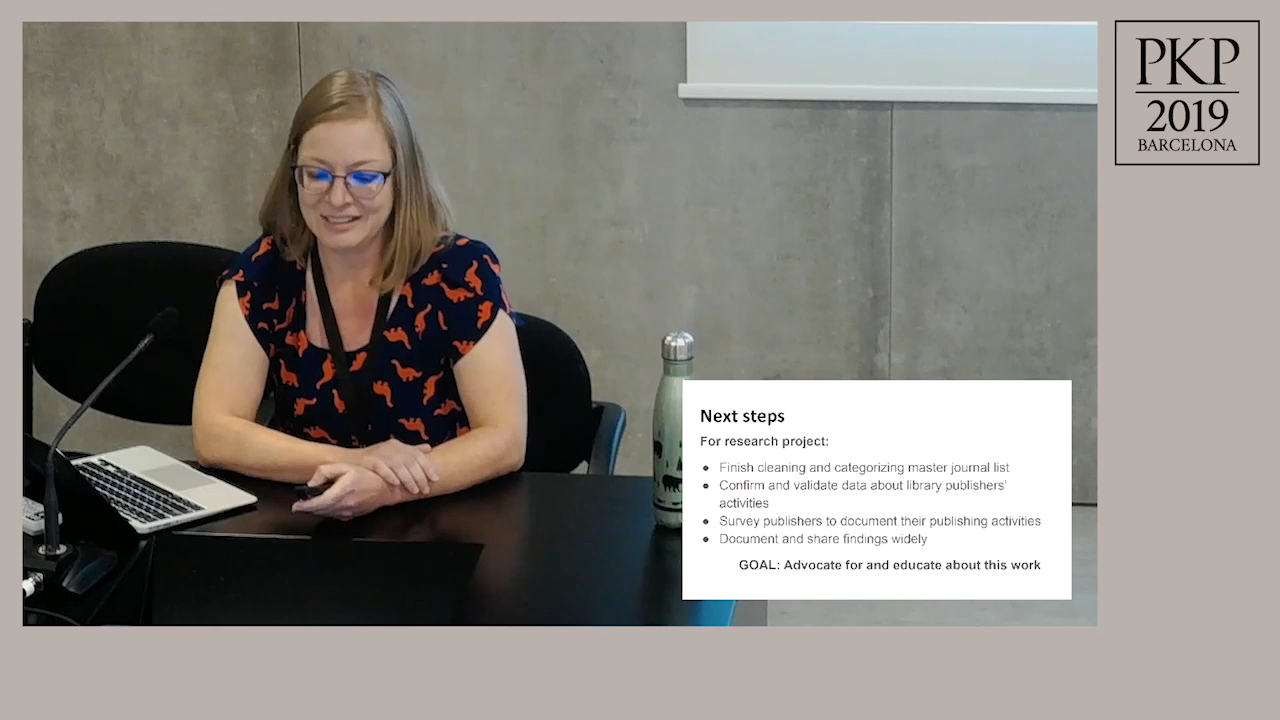 PKP
2019
BARCELONA
Next steps
For research project:
● Finish cleaning and categorizing master journal list
● Confirm and validate data about library publishers'
activities
● Survey publishers to document their publishing activities
● Document and share findings widely
GOAL: Advocate for and educate about this work